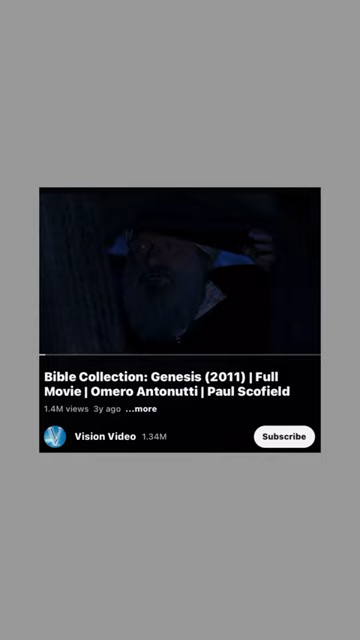 Bible Collection: Genesis (2011) | Full
Movie | Omero Antonutti | Paul Scofield
1.4M views 3y ago ...more
Vision Video 1.34M
Subscribe